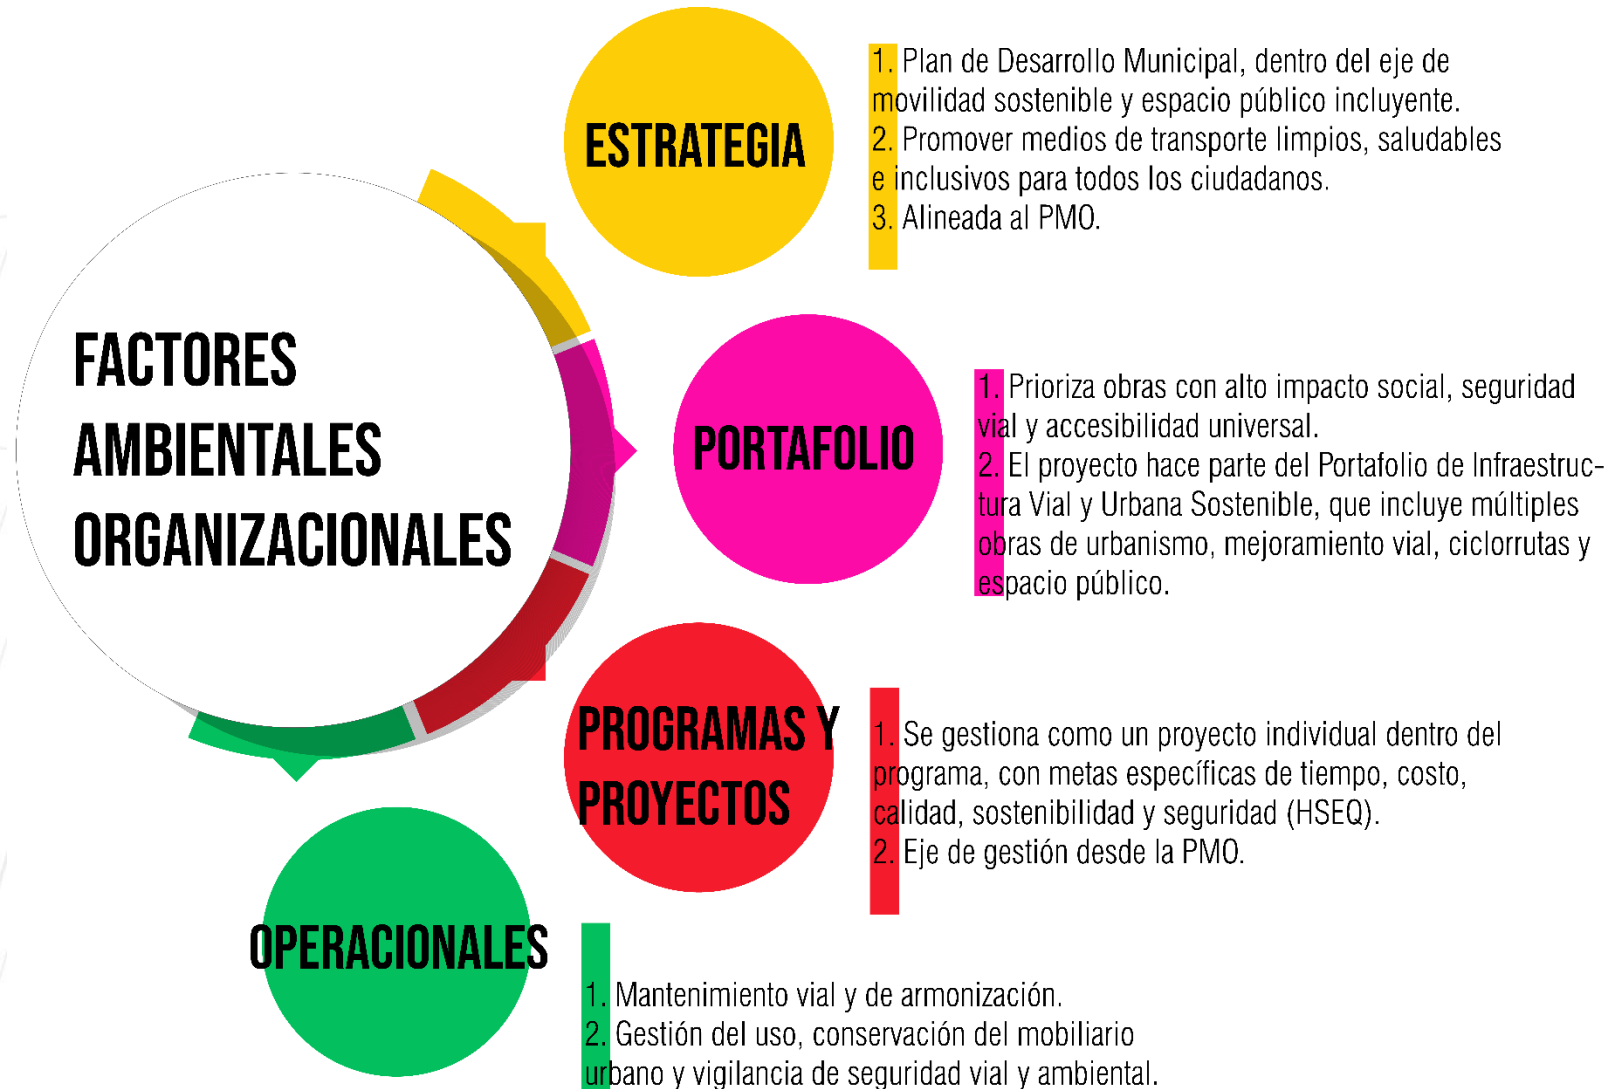 FACTORES
AMBIENTALES
ORGANIZACIONALES
ESTRATEGIA
1. Plan de Desarrollo Municipal, dentro del eje de
movilidad sostenible y espacio público incluyente.
2. Promover medios de transporte limpios, saludables
e inclusivos para todos los ciudadanos.
3. Alineada al PMO.
PORTAFOLIO
1. Prioriza obras con alto impacto social, seguridad
vial y accesibilidad universal.
2. El proyecto hace parte del Portafolio de Infraestruc-
tura Vial y Urbana Sostenible, que incluye múltiples
obras de urbanismo, mejoramiento vial, ciclorrutas y
espacio público.
PROGRAMAS Y
PROYECTOS
1. Se gestiona como un proyecto individual dentro del
programa, con metas específicas de tiempo, costo,
calidad, sostenibilidad y seguridad (HSEQ).
2. Eje de gestión desde la PMO.
OPERACIONALES
1. Mantenimiento vial y de armonización.
2. Gestión del uso, conservación del mobiliario
urbano y vigilancia de seguridad vial y ambiental.